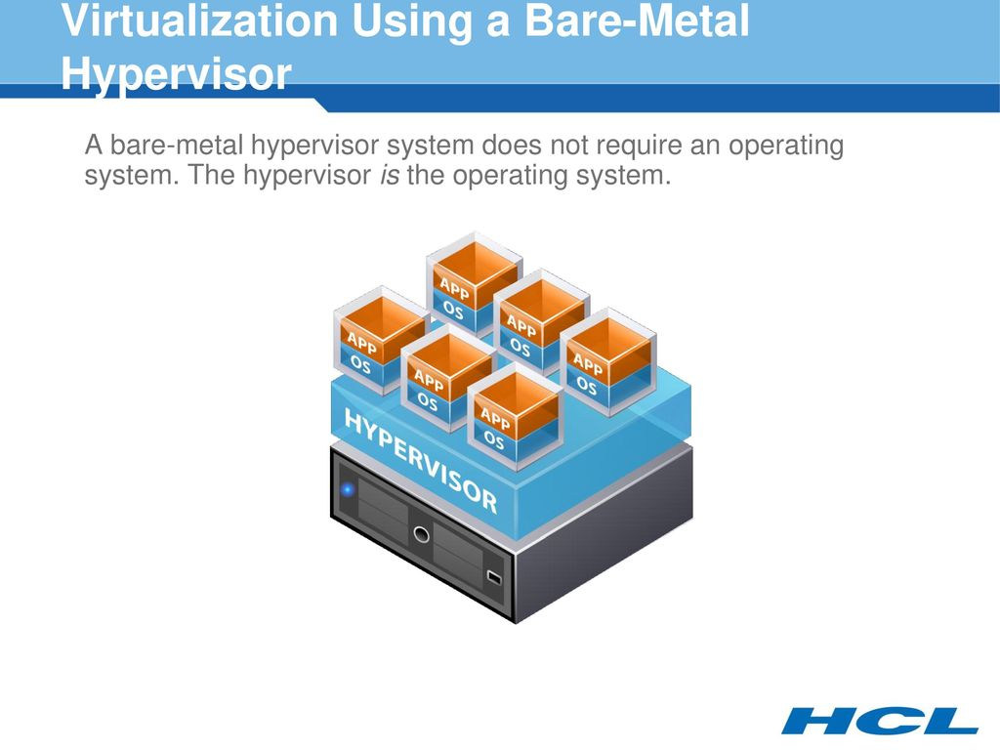 Virtualization Using a Bare-Metal
Hypervisor
A bare-metal hypervisor system does not require an operating
system. The hypervisor is the operating system.
APP
OS
APP
OS
APP
OS
APP
OS
APP
OS
APP
OS
HYPERVISOR
HCL